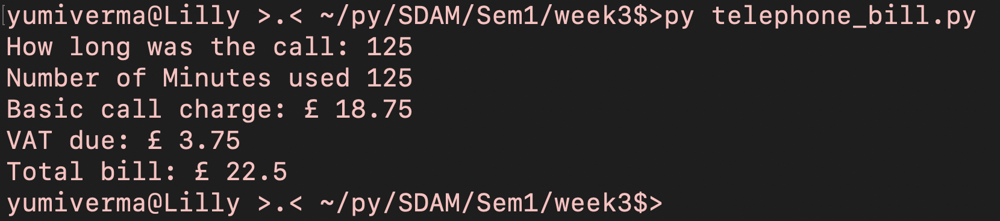 [yumiverma@Lilly >.< ~/py/SDAM/Sem1/week3$>py telephone_bill.py
How long was the call: 125
Number of Minutes used 125
Basic call charge: £ 18.75
VAT due: £ 3.75
Total bill: £ 22.5
yumiverma@Lilly >.< ~/py/SDAM/Sem1/week3$>